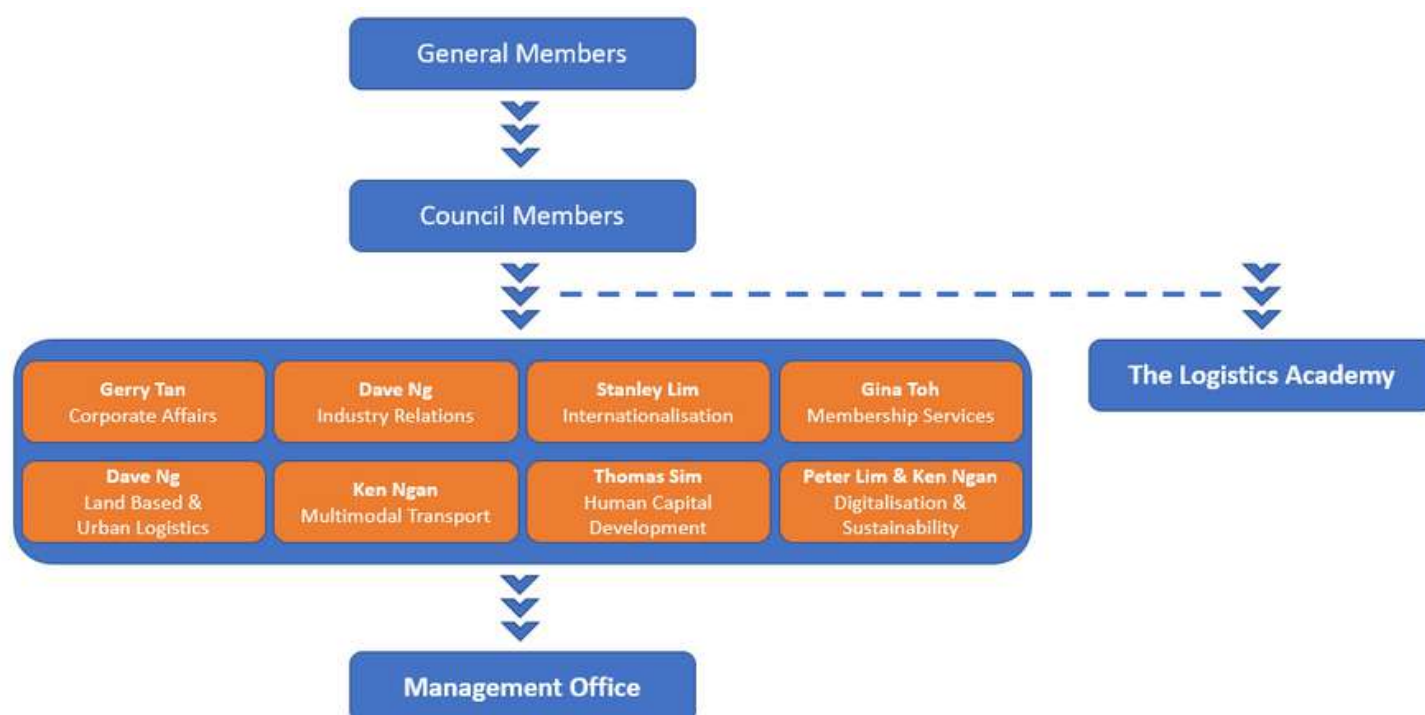 General Members
Council Members
The Logistics Academy
Gerry Tan
Corporate Affairs
Dave Ng
Industry Relations
Stanley Lim
Internationalisation
Gina Toh
Membership Services
Dave Ng
Land Based &
Urban Logistics
Ken Ngan
Multimodal Transport
Thomas Sim
Human Capital
Development
Peter Lim & Ken Ngan
Digitalisation &
Sustainability
Management Office